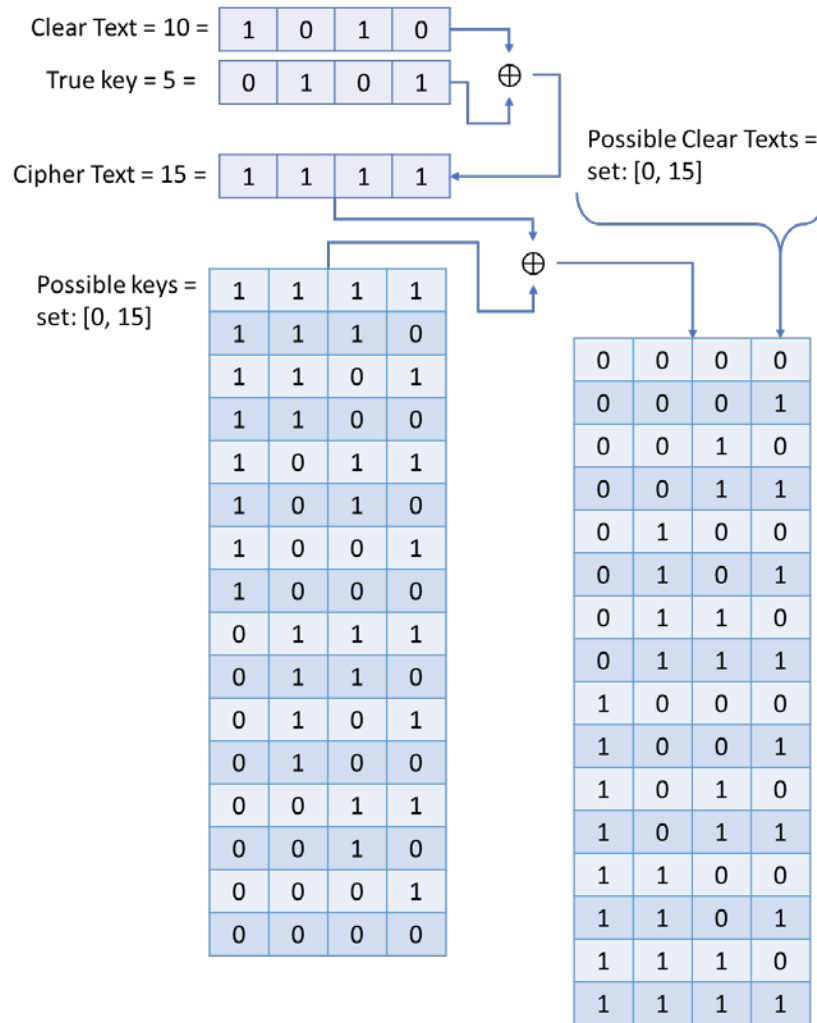 Clear Text = 10 = 1 0 1 0
True key = 5 = 0 1 0 1
⊕
Possible Clear Texts =
set: [0, 15]
Cipher Text = 15 = 1 1 1 1
⊕
Possible keys =
set: [0, 15]
1 1 1 1
1 1 1 0
1 1 0 1
1 1 0 0
1 0 1 1
1 0 1 0
1 0 0 1
1 0 0 0
0 1 1 1
0 1 1 0
0 1 0 1
0 1 0 0
0 0 1 1
0 0 1 0
0 0 0 1
0 0 0 0
0 0 0 0
0 0 0 1
0 0 1 0
0 0 1 1
0 1 0 0
0 1 0 1
0 1 1 0
0 1 1 1
1 0 0 0
1 0 0 1
1 0 1 0
1 0 1 1
1 1 0 0
1 1 0 1
1 1 1 0
1 1 1 1